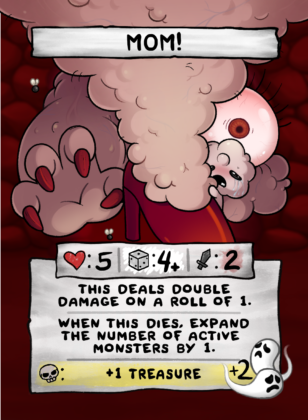 MOM!
:5 :4+ :2
THIS DEALS DOUBLE
DAMAGE ON A ROLL OF 1.
WHEN THIS DIES, EXPAND
THE NUMBER OF ACTIVE
MONSTERS BY 1.
: +1 TREASURE +2